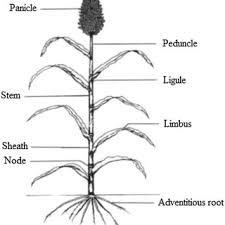 Panicle
Peduncle
Ligule
Stem
Limbus
Sheath
Node
Adventitious root